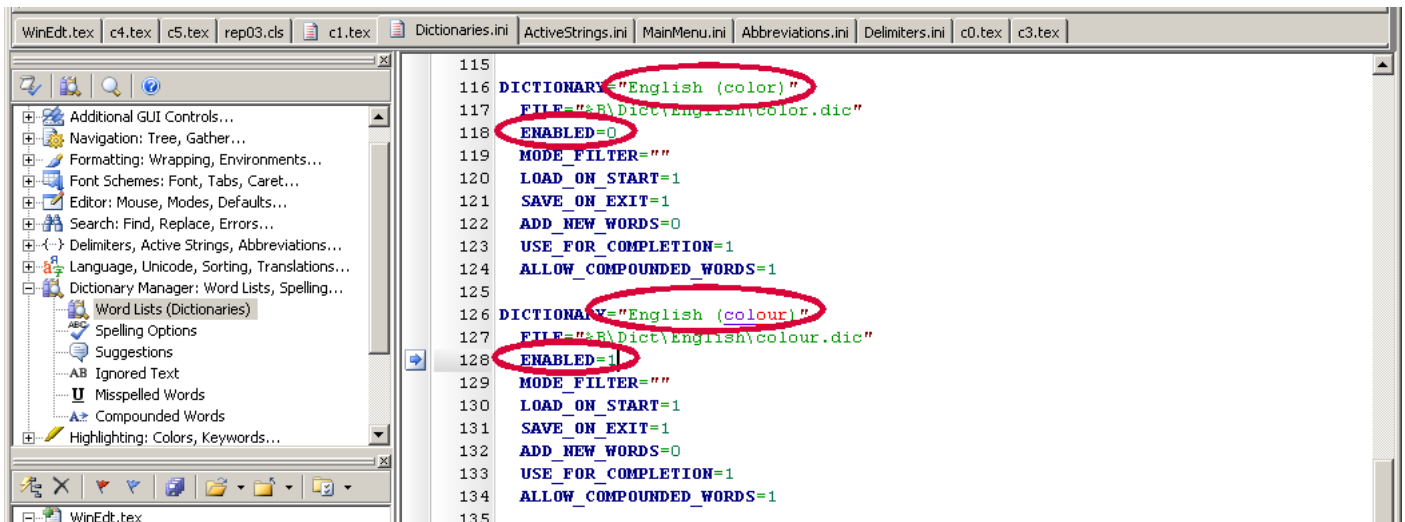 WinEdt.tex c4.tex c5.tex rep03.cls c1.tex Dictionaries.ini ActiveStrings.ini MainMenu.ini Abbreviations.ini Delimiters.ini c0.tex c3.tex
Additional GUI Controls...
Navigation: Tree, Gather...
Formatting: Wrapping, Environments...
Font Schemes: Font, Tabs, Caret...
Editor: Mouse, Modes, Defaults...
Search: Find, Replace, Errors...
Delimiters, Active Strings, Abbreviations...
Language, Unicode, Sorting, Translations...
Dictionary Manager: Word Lists, Spelling...
Word Lists (Dictionaries)
ABC Spelling Options
Suggestions
AB Ignored Text
U Misspelled Words
A Compounded Words
Highlighting: Colors, Keywords...
WinEdt.tex
115
116 DICTIONARY="English (color)"
117 FILE="%B\Dict\English\color.dic"
118 ENABLED=0
119 MODE_FILTER=""
120 LOAD_ON_START=1
121 SAVE_ON_EXIT=1
122 ADD_NEW_WORDS=0
123 USE_FOR_COMPLETION=1
124 ALLOW_COMPOUNDED_WORDS=1
125
126 DICTIONARY="English (colour)"
127 FILE="%B\Dict\English\colour.dic"
128 ENABLED=1
129 MODE_FILTER=""
130 LOAD_ON_START=1
131 SAVE_ON_EXIT=1
132 ADD_NEW_WORDS=0
133 USE_FOR_COMPLETION=1
134 ALLOW_COMPOUNDED_WORDS=1
135